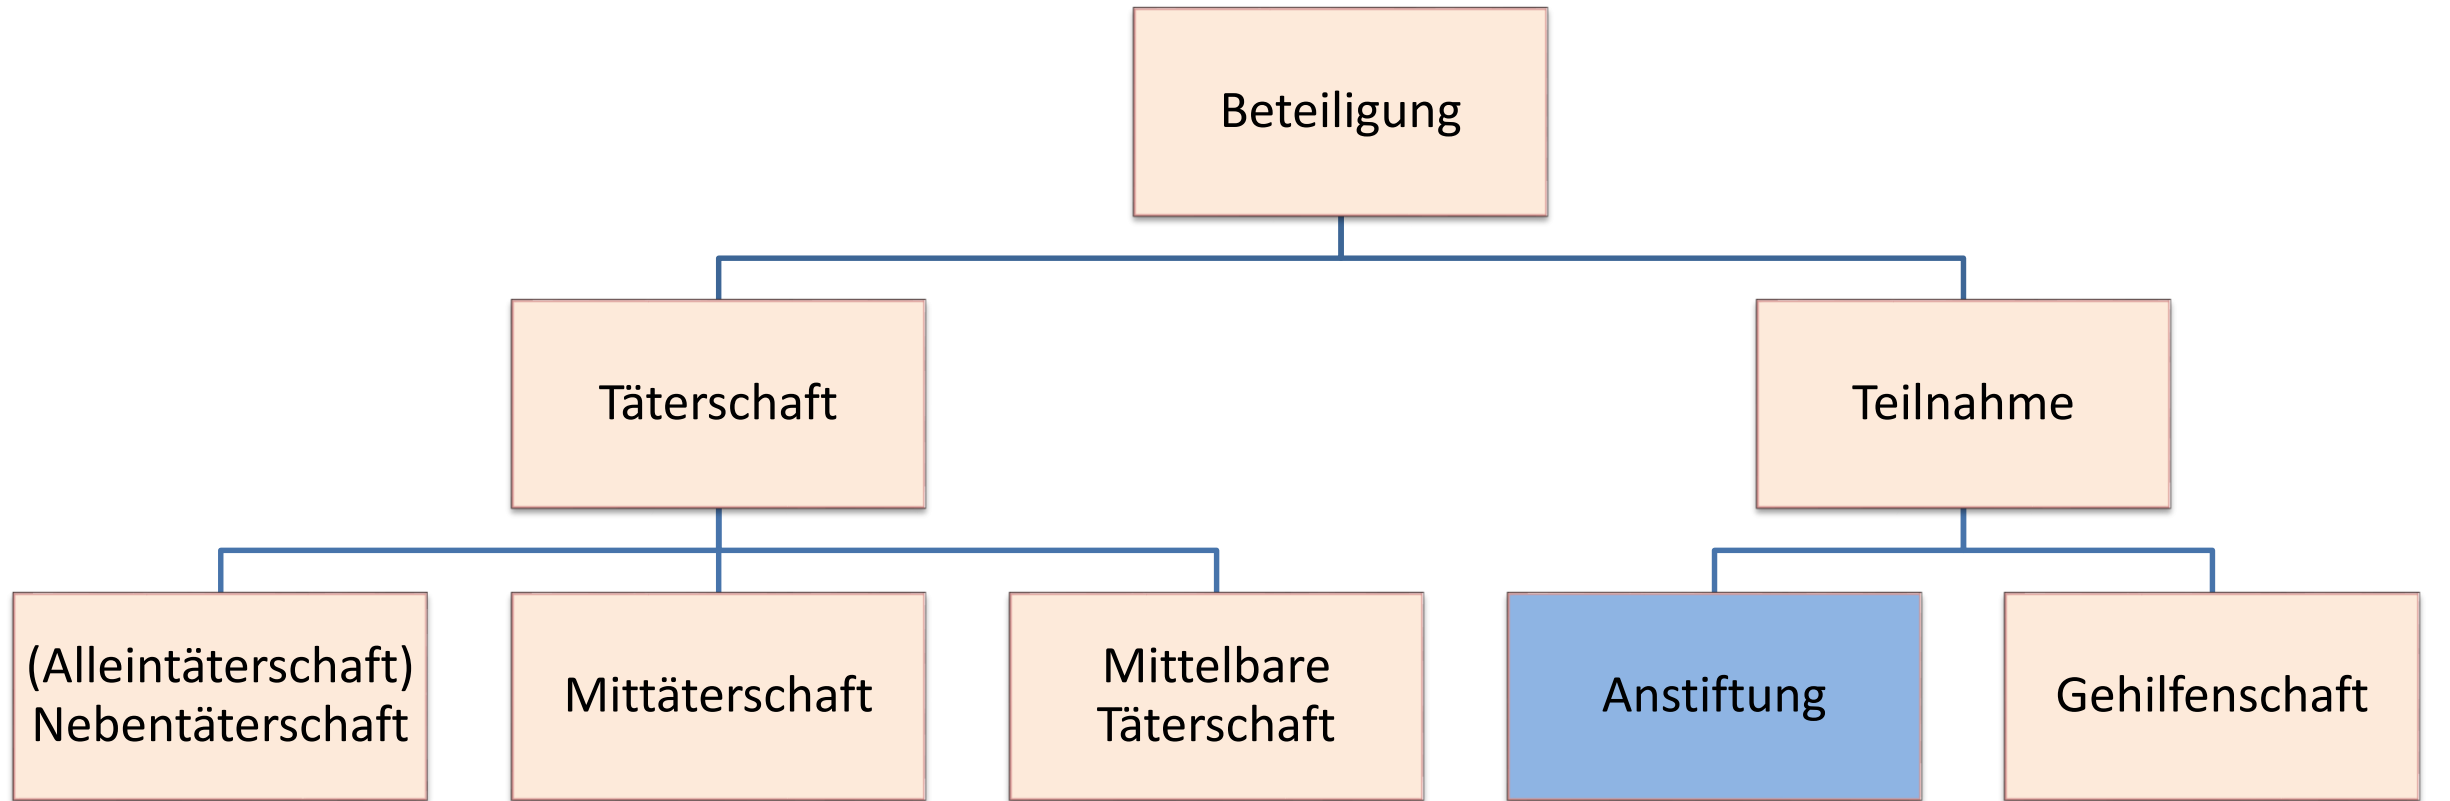 Beteiligung
Täterschaft
Teilnahme
(Alleintäterschaft)
Nebentäterschaft
Mittäterschaft
Mittelbare
Täterschaft
Anstiftung
Gehilfenschaft